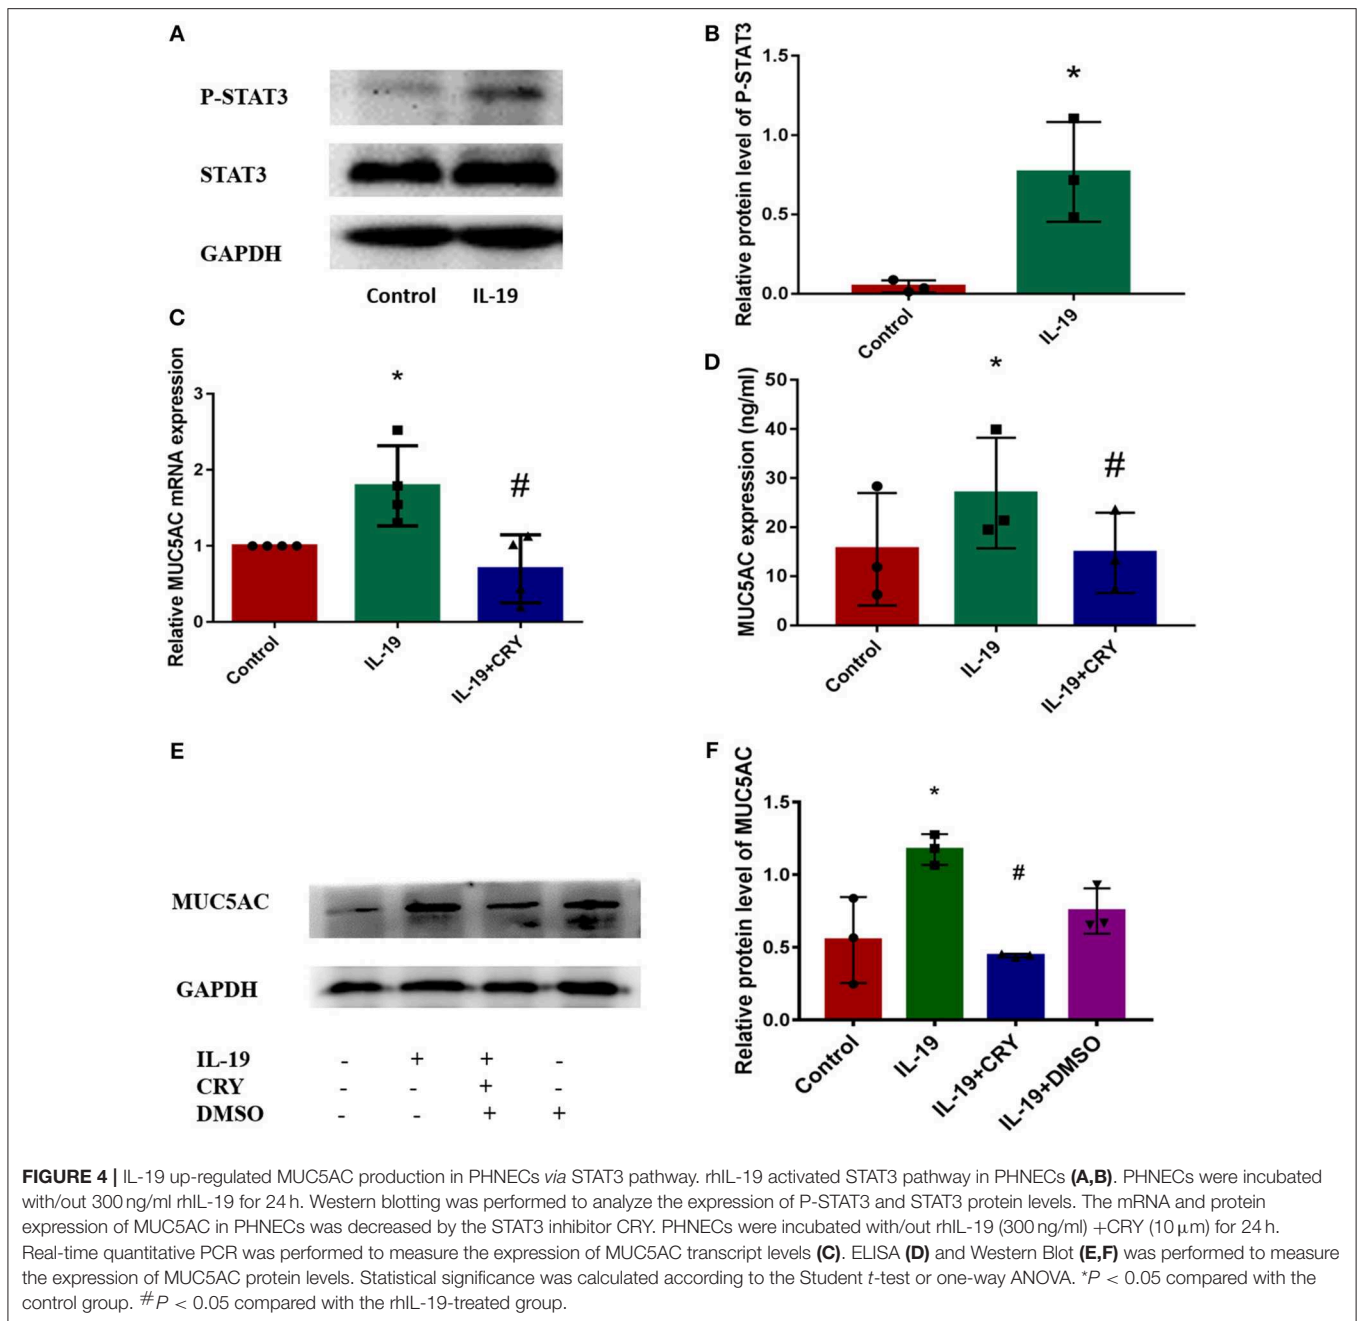 A
P-STAT3
STAT3
GAPDH
Control IL-19
B
Relative protein level of P-STAT3
1.5
1.0
0.5
0.0
*
Control
IL-19
C
Relative MUC5AC mRNA expression
3
2
1
0
*
#
Control
IL-19
IL-19+CRY
D
MUC5AC expression (ng/ml)
50
40
30
20
10
0
*
#
Control
IL-19
IL-19+CRY
E
MUC5AC
GAPDH
IL-19 - + + -
CRY - - + -
DMSO - - + +
F
Relative protein level of MUC5AC
1.5
1.0
0.5
0.0
*
#
Control
IL-19
IL-19+CRY
IL-19+DMSO
FIGURE 4 | IL-19 up-regulated MUC5AC production in PHNECs via STAT3 pathway. rhIL-19 activated STAT3 pathway in PHNECs (A,B). PHNECs were incubated
with/out 300 ng/ml rhIL-19 for 24 h. Western blotting was performed to analyze the expression of P-STAT3 and STAT3 protein levels. The mRNA and protein
expression of MUC5AC in PHNECs was decreased by the STAT3 inhibitor CRY. PHNECs were incubated with/out rhIL-19 (300 ng/ml) +CRY (10 μm) for 24 h.
Real-time quantitative PCR was performed to measure the expression of MUC5AC transcript levels (C). ELISA (D) and Western Blot (E,F) was performed to measure
the expression of MUC5AC protein levels. Statistical significance was calculated according to the Student t-test or one-way ANOVA. *P < 0.05 compared with the
control group. #P < 0.05 compared with the rhIL-19-treated group.